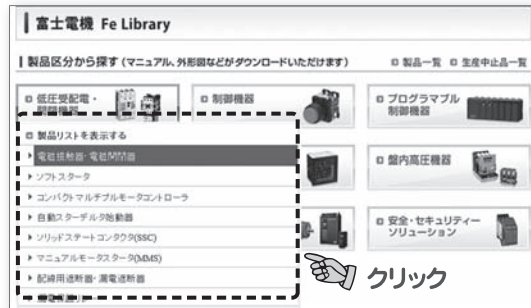 富士電機 Fe Library
製品区分から探す (マニュアル、外形図などがダウンロードいただけます)
製品一覧 生産中止品一覧
低圧受配電・
制御機器
プログラマブル
制御機器
製品リストを表示する
電磁接触器・電磁開閉器
ソフトスタータ
コンパクトマルチプルモータコントローラ
自動スターデルタ始動器
ソリッドステートコンタクタ(SSC)
マニュアルモータスタータ(MMS)
配線用遮断器・漏電遮断器
盤内高圧機器
安全・セキュリティー
ソリューション
クリック